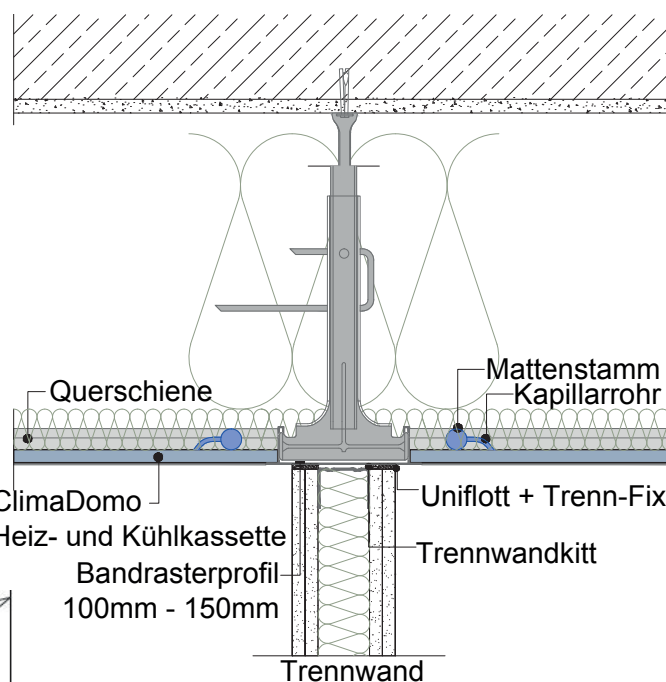 Querschiene
Mattenstamm
Kapillarrohr
ClimaDomo
Heiz- und Kühlkassette
Uniflott + Trenn-Fix
Bandrasterprofil
100mm - 150mm
Trennwandkitt
Trennwand